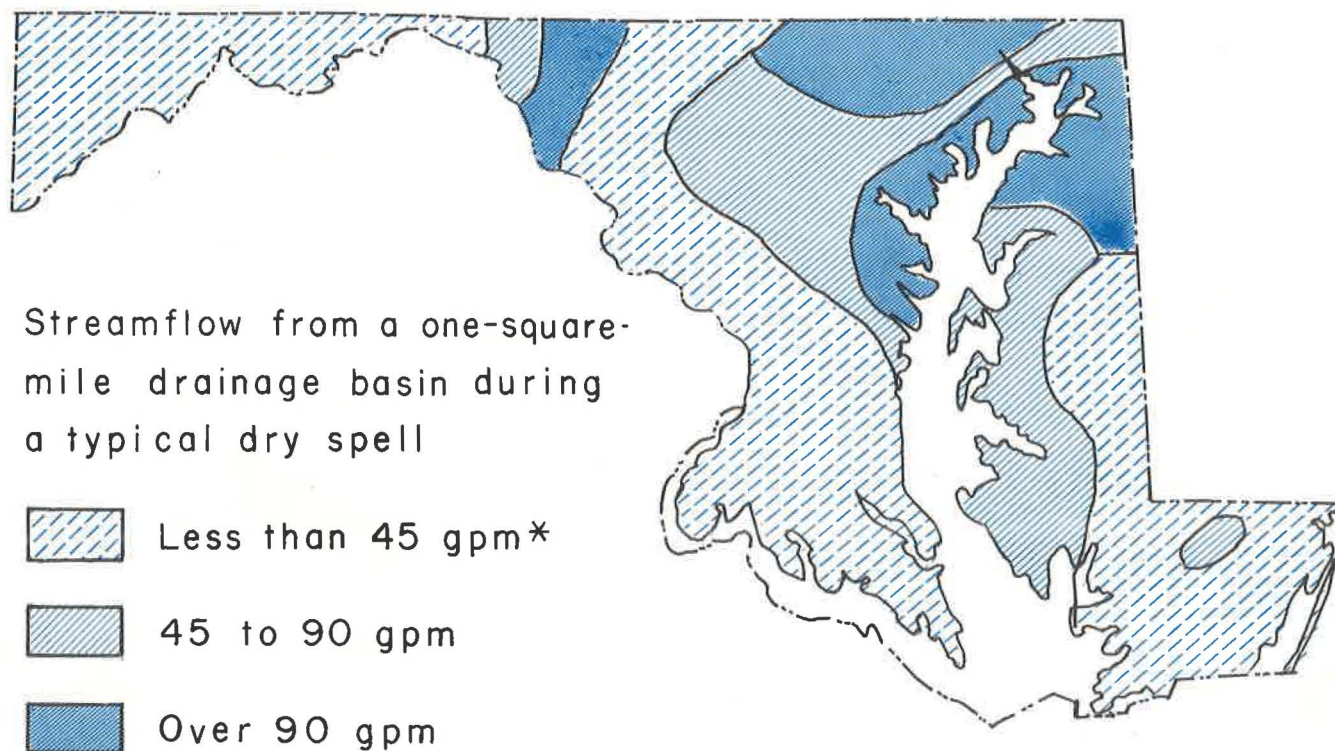 Streamflow from a one-square-
mile drainage basin during
a typical dry spell
Less than 45 gpm*
45 to 90 gpm
Over 90 gpm